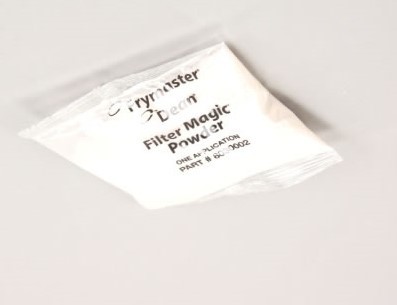 Frymaster
Dean
Filter Magic
Powder
ONE APPLICATION
PART #